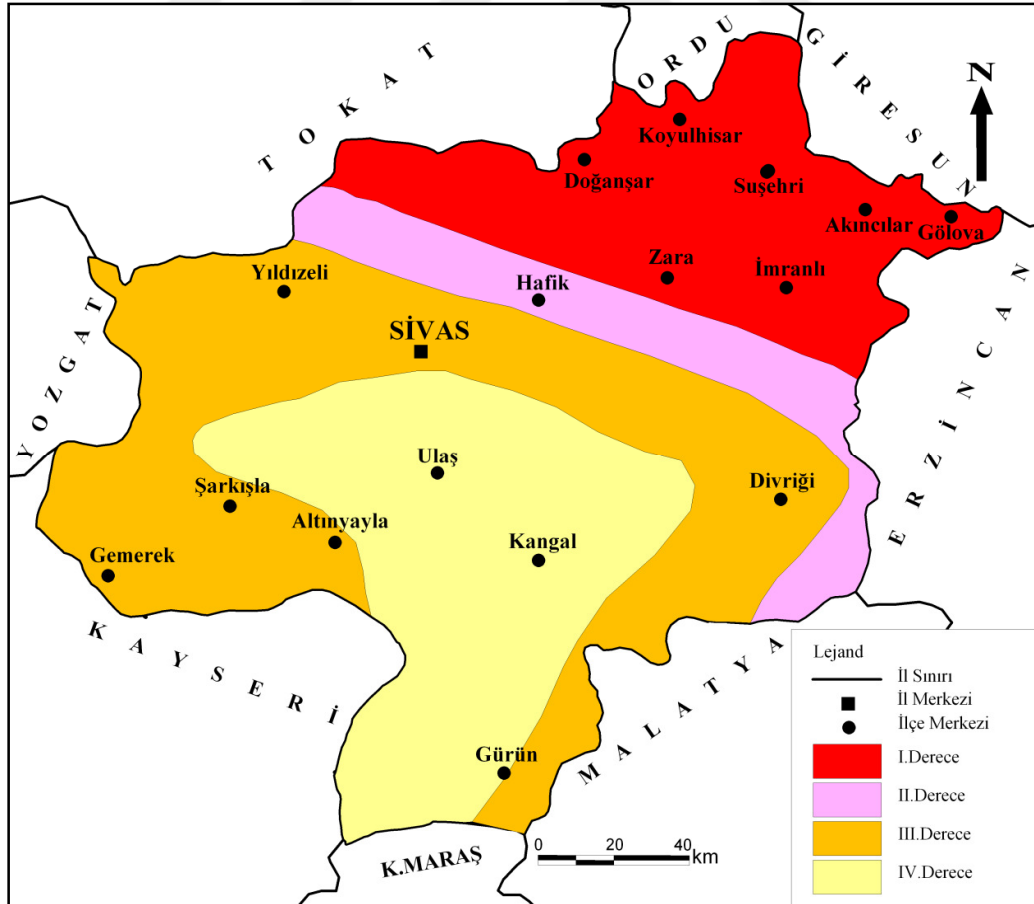 ORDU
GİRESUN
TOKAT
N
Koyulhisar
Doğanşar
Suşehri
Akıncılar
Gölova
Zara
İmranlı
Yıldızeli
Hafik
SİVAS
YOZGAT
ERZİNCAN
Ulaş
Divriği
Şarkışla
Altınyayla
Kangal
Gemerek
KAYSERİ
MALATYA
Gürün
K.MARAŞ
0 20 40
km
Lejand
İl Sınırı
İl Merkezi
İlçe Merkezi
I.Derece
II.Derece
III.Derece
IV.Derece